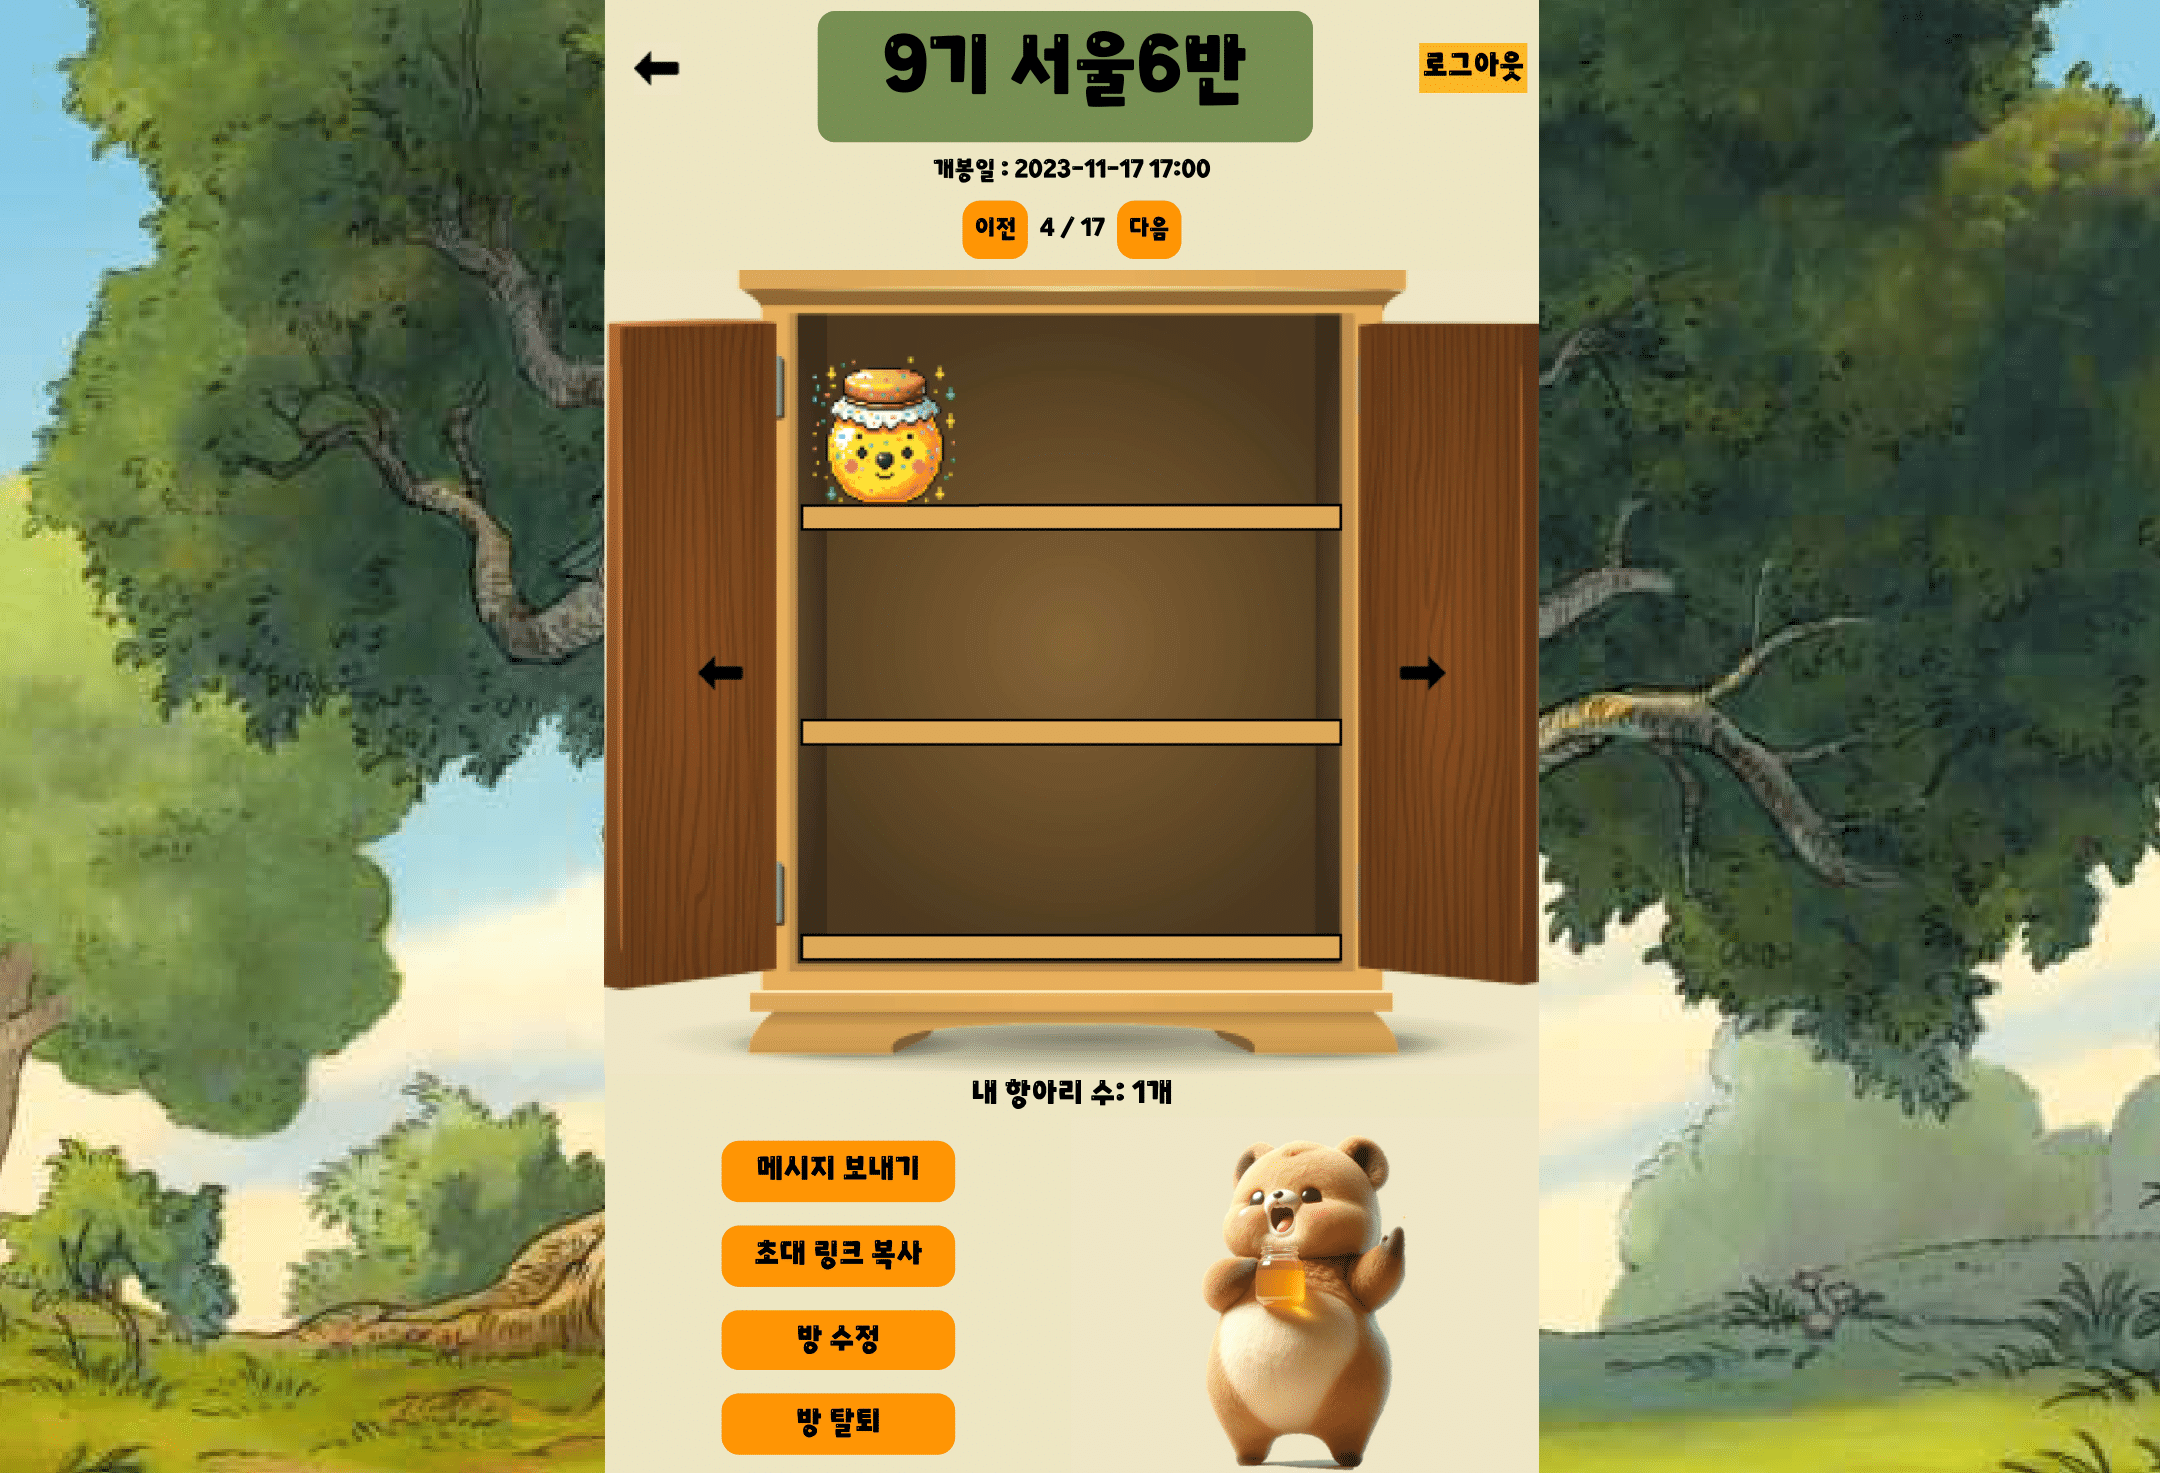 9기 서울6반
로그아웃
개봉일 : 2023-11-17 17:00
이전 4 / 17 다음
내 항아리 수: 1개
메시지 보내기
초대 링크 복사
방 수정
방 탈퇴